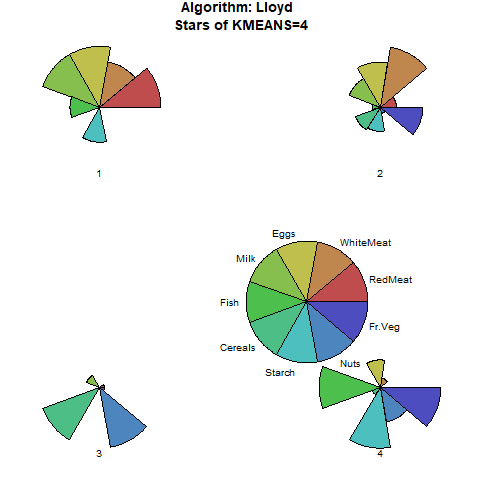 Algorithm: Lloyd
Stars of KMEANS=4
1
2
Eggs
WhiteMeat
Milk
RedMeat
Fish
Fr.Veg
Cereals
Nuts
Starch
3
4